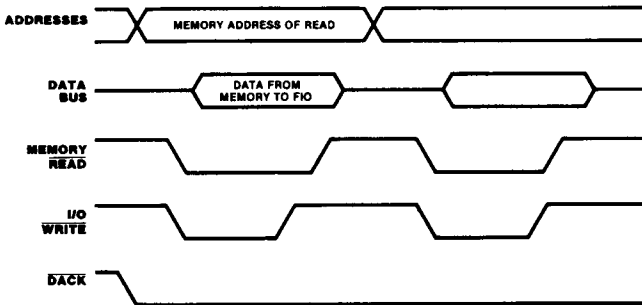 ADDRESSES
MEMORY ADDRESS OF READ
DATA
BUS
DATA FROM
MEMORY TO FIO
MEMORY
READ
I/O
WRITE
DACK